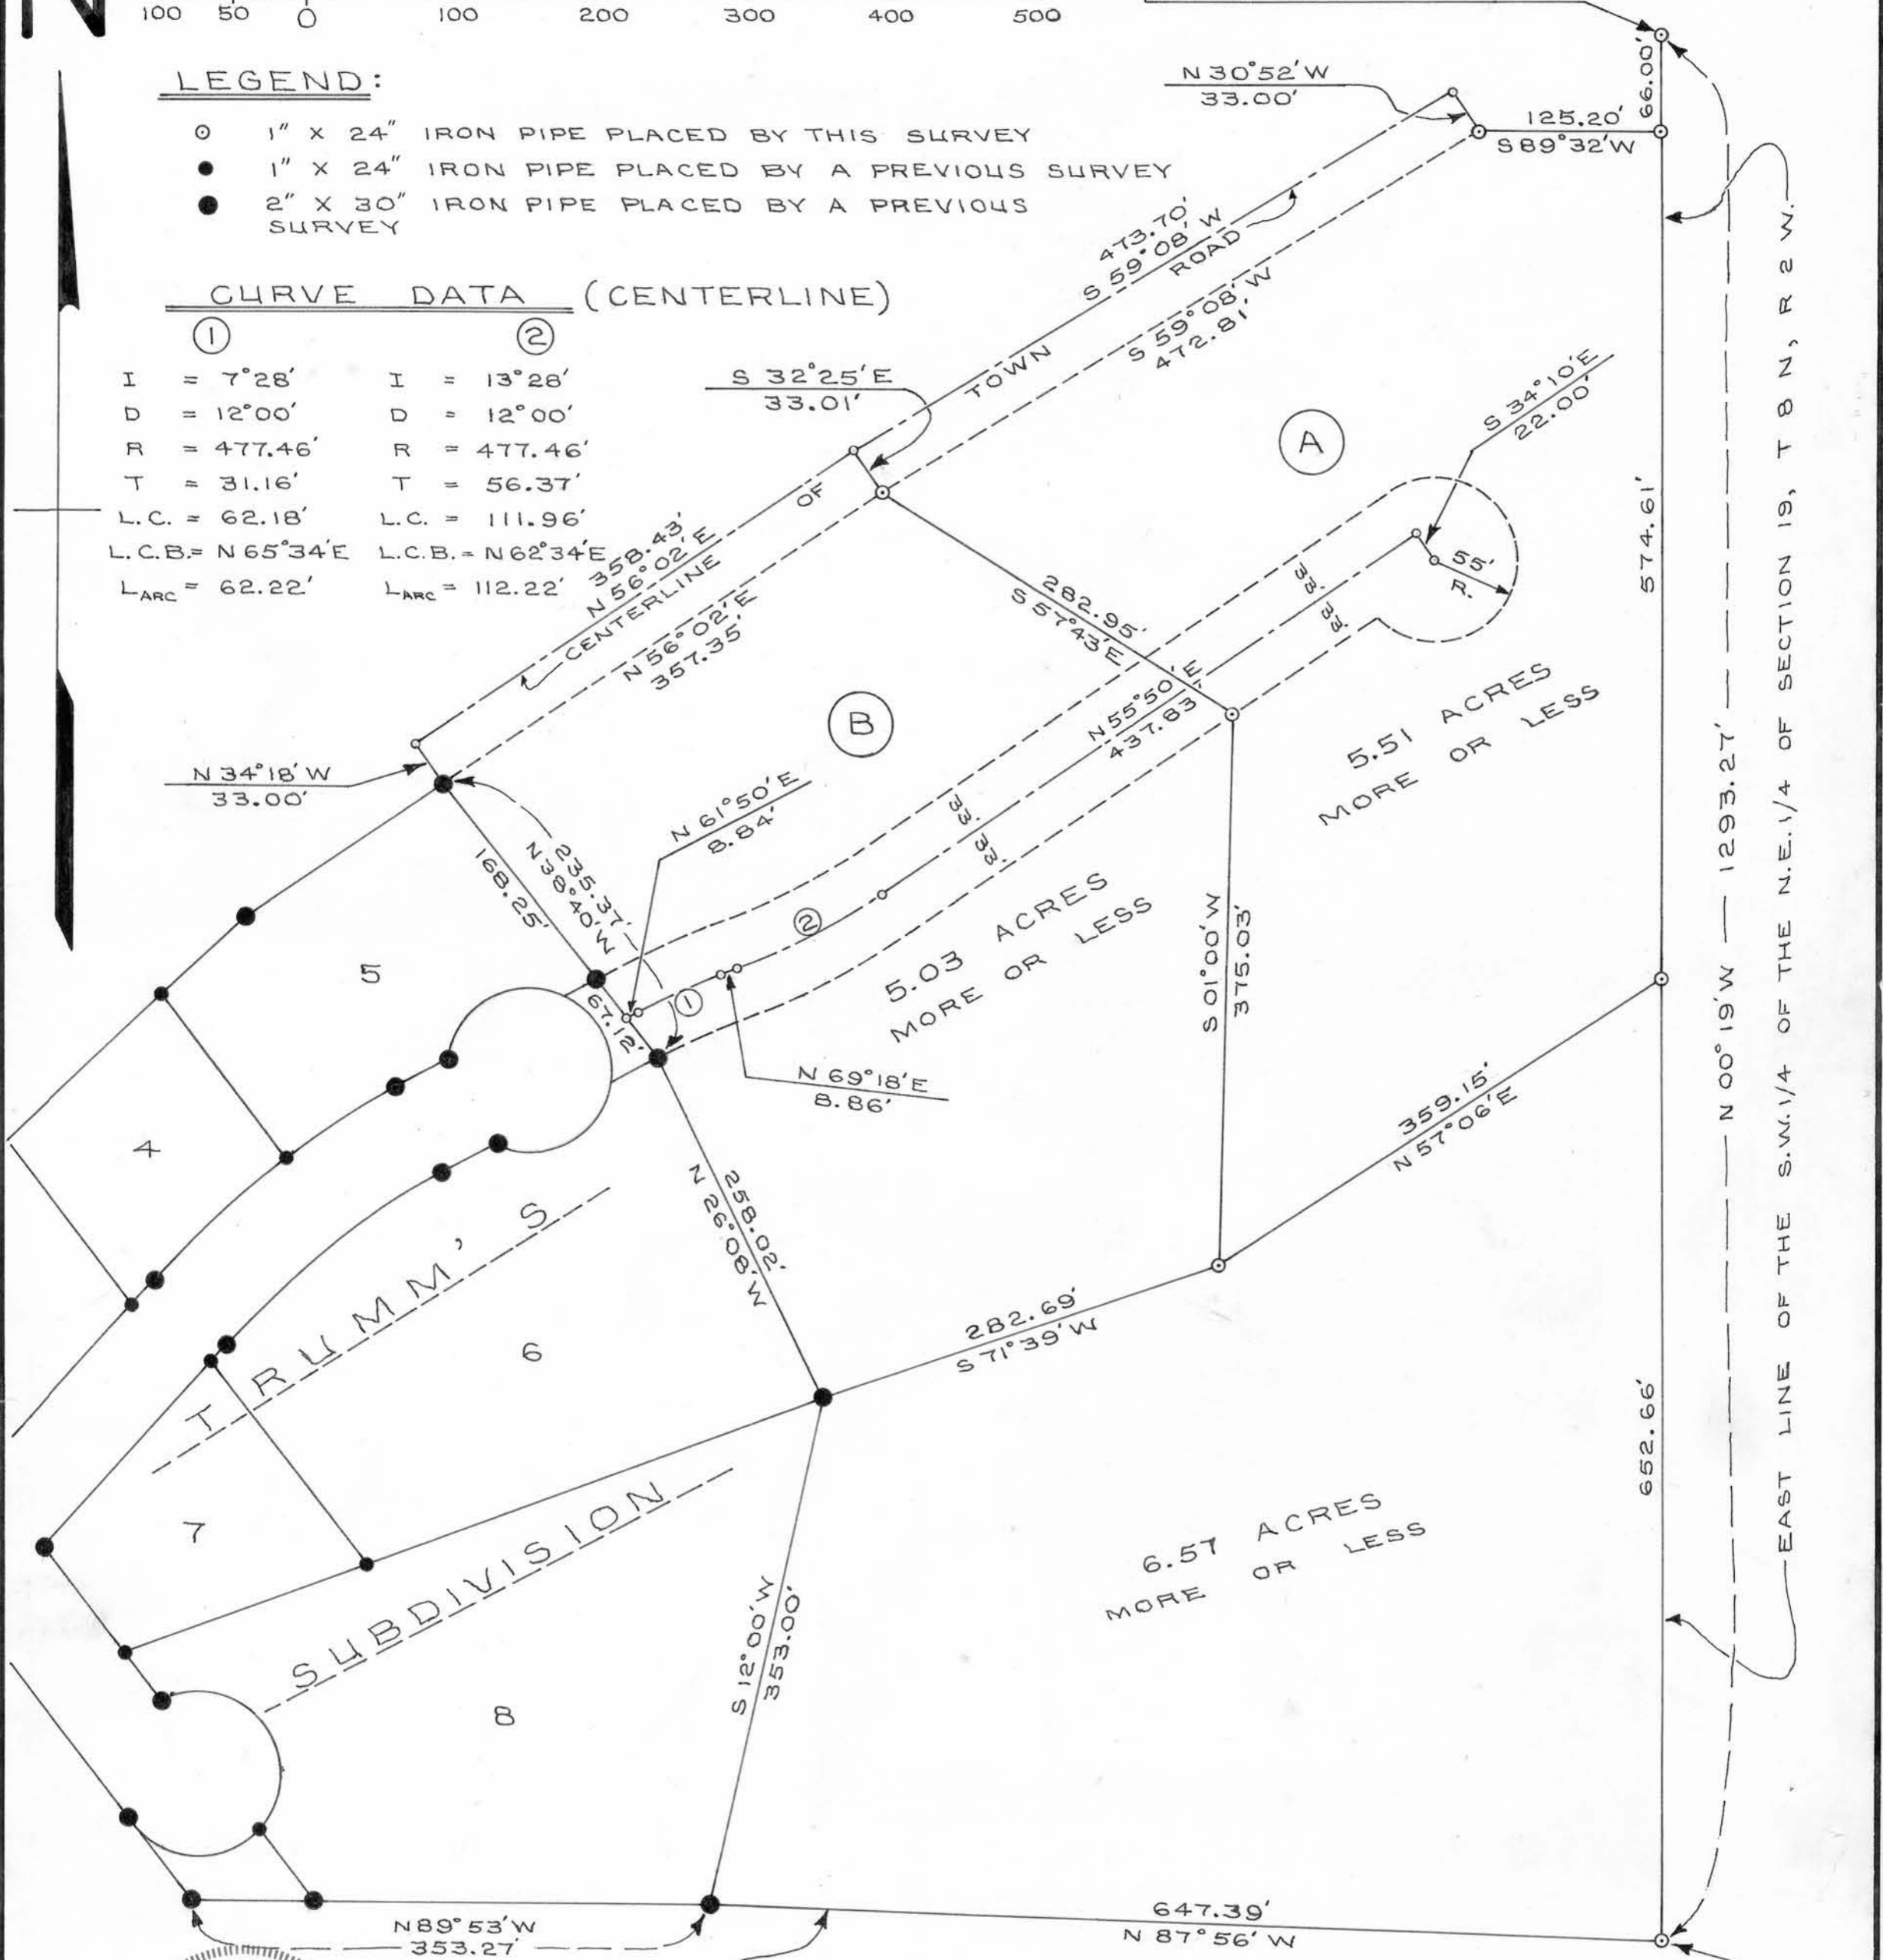 N
100 50 0 100 200 300 400 500
LEGEND:
1" X 24" IRON PIPE PLACED BY THIS SURVEY
1" X 24" IRON PIPE PLACED BY A PREVIOUS SURVEY
2" X 30" IRON PIPE PLACED BY A PREVIOUS
SURVEY
CURVE DATA (CENTERLINE)
1 2
I = 7°28' I = 13°28'
D = 12°00' D = 12°00'
R = 477.46' R = 477.46'
T = 31.16' T = 56.37'
L.C. = 62.18' L.C. = 111.96'
L.C.B.= N65°34'E L.C.B.= N62°34'E
LARC = 62.22' LARC = 112.22'
N30°52'W
33.00'
66.00'
125.20'
S89°32'W
473.70'
S 59°08' W
TOWN ROAD
S 59°08' W
472.81'
S 32°25'E
33.01'
A
S 34°10'E
22.00'
55'
R.
33' 33'
358.43'
N 56°02' E
CENTERLINE OF
N 56°02' E
357.35'
282.95'
S 57°43'E
574.61'
B
N55°50' E
437.83'
5.51 ACRES
MORE OR LESS
N 34°18' W
33.00'
N 61°50' E
8.84'
168.25'
235.37'
N38°40'W
33' 33'
2
5
67.12'
1
5.03 ACRES
MORE OR LESS
S 01°00' W
375.03'
N 69°18'E
8.86'
4
359.15'
N 57°06'E
258.02'
N 26°08' W
TRUMM'S
6
282.69'
S 71°39' W
652.66'
7
SUBDIVISION
6.57 ACRES
MORE OR LESS
S 12°00'W
353.00'
8
N89°53'W
353.27'
647.39'
N 87°56' W
N 00°19'W 1293.27'
EAST LINE OF THE S.W.1/4 OF THE N.E.1/4 OF SECTION 19, T 8 N, R 2 W.